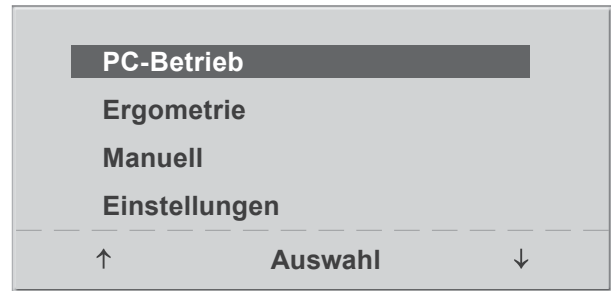 PC-Betrieb
Ergometrie
Manuell
Einstellungen
↑ Auswahl ↓